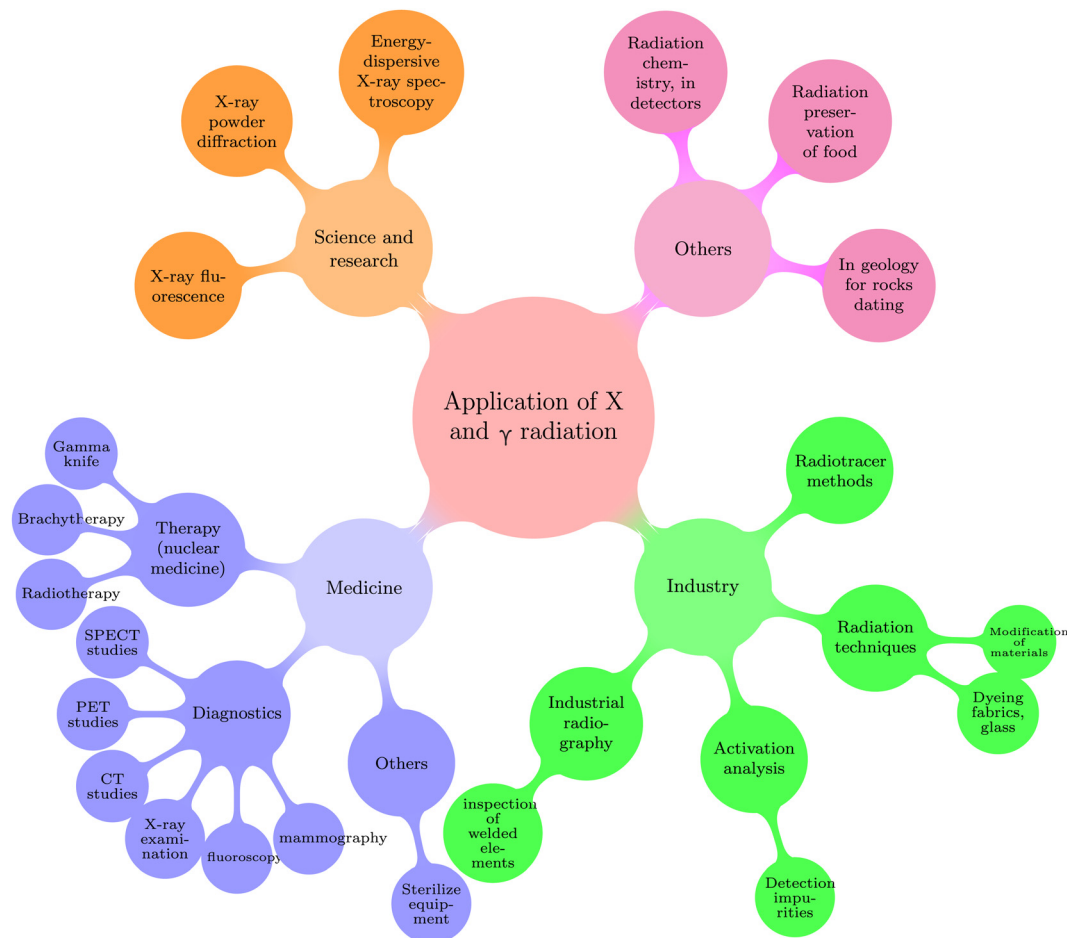 Energy-
dispersive
X-ray spec-
troscopy
X-ray
powder
diffraction
X-ray flu-
orescence
Science and
research
Radiation
chem-
istry, in
detectors
Radiation
preser-
vation
of food
Others
In geology
for rocks
dating
Application of X
and γ radiation
Gamma
knife
Brachytherapy
Radiotherapy
Therapy
(nuclear
medicine)
Medicine
SPECT
studies
PET
studies
CT
studies
X-ray
exami-
nation
fluoroscopy
mammography
Diagnostics
Others
Sterilize
equip-
ment
Industry
Radiotracer
methods
Radiation
techniques
Modification
of
materials
Dyeing
fabrics,
glass
Industrial
radio-
graphy
inspection
of
welded
ele-
ments
Activation
analysis
Detection
impu-
rities